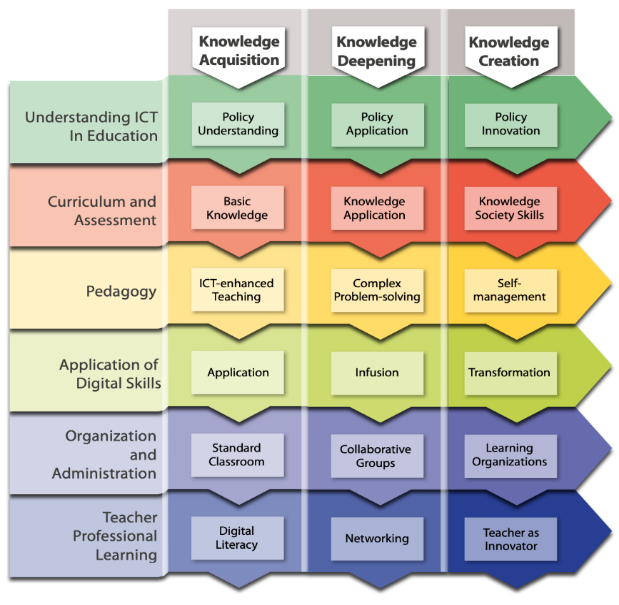 Knowledge
Acquisition
Knowledge
Deepening
Knowledge
Creation
Understanding ICT
In Education
Policy
Understanding
Policy
Application
Policy
Innovation
Curriculum and
Assessment
Basic
Knowledge
Knowledge
Application
Knowledge
Society Skills
Pedagogy
ICT-enhanced
Teaching
Complex
Problem-solving
Self-
management
Application of
Digital Skills
Application
Infusion
Transformation
Organization
and
Administration
Standard
Classroom
Collaborative
Groups
Learning
Organizations
Teacher
Professional
Learning
Digital
Literacy
Networking
Teacher as
Innovator